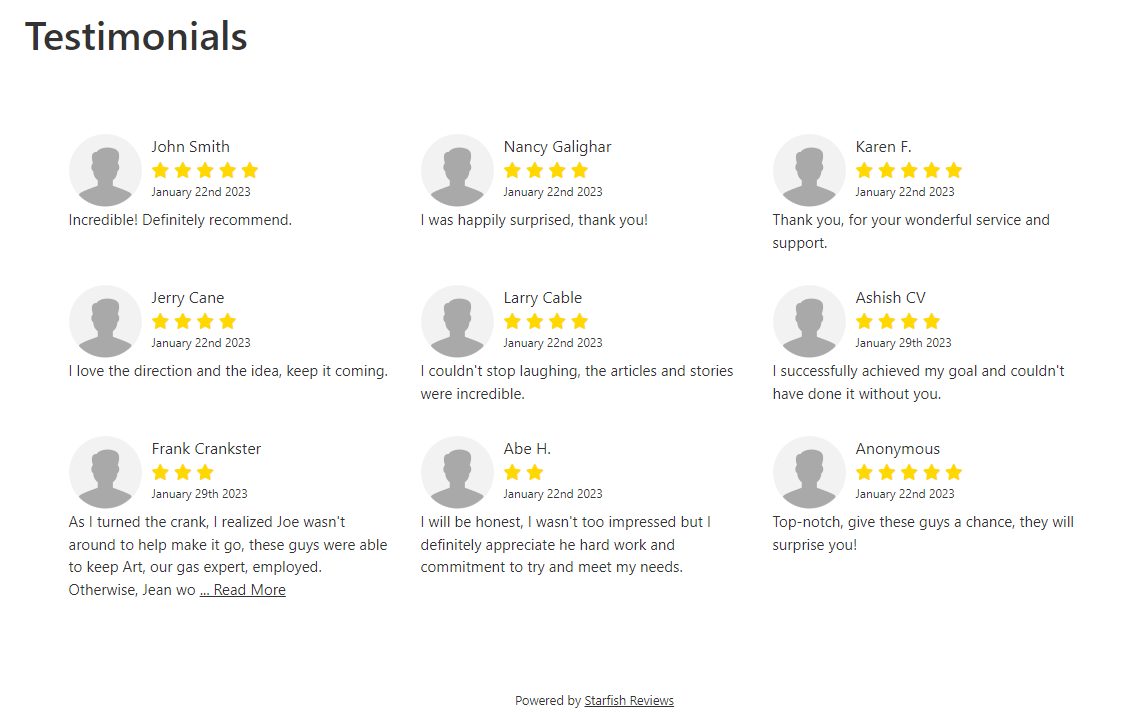 Testimonials
John Smith
January 22nd 2023
Incredible! Definitely recommend.
Nancy Galighar
January 22nd 2023
I was happily surprised, thank you!
Karen F.
January 22nd 2023
Thank you, for your wonderful service and
support.
Jerry Cane
January 22nd 2023
I love the direction and the idea, keep it coming.
Larry Cable
January 22nd 2023
I couldn't stop laughing, the articles and stories
were incredible.
Ashish CV
January 29th 2023
I successfully achieved my goal and couldn't
have done it without you.
Frank Crankster
January 29th 2023
As I turned the crank, I realized Joe wasn't
around to help make it go, these guys were able
to keep Art, our gas expert, employed.
Otherwise, Jean wo ... Read More
Abe H.
January 22nd 2023
I will be honest, I wasn't too impressed but I
definitely appreciate he hard work and
commitment to try and meet my needs.
Anonymous
January 22nd 2023
Top-notch, give these guys a chance, they will
surprise you!
Powered by Starfish Reviews